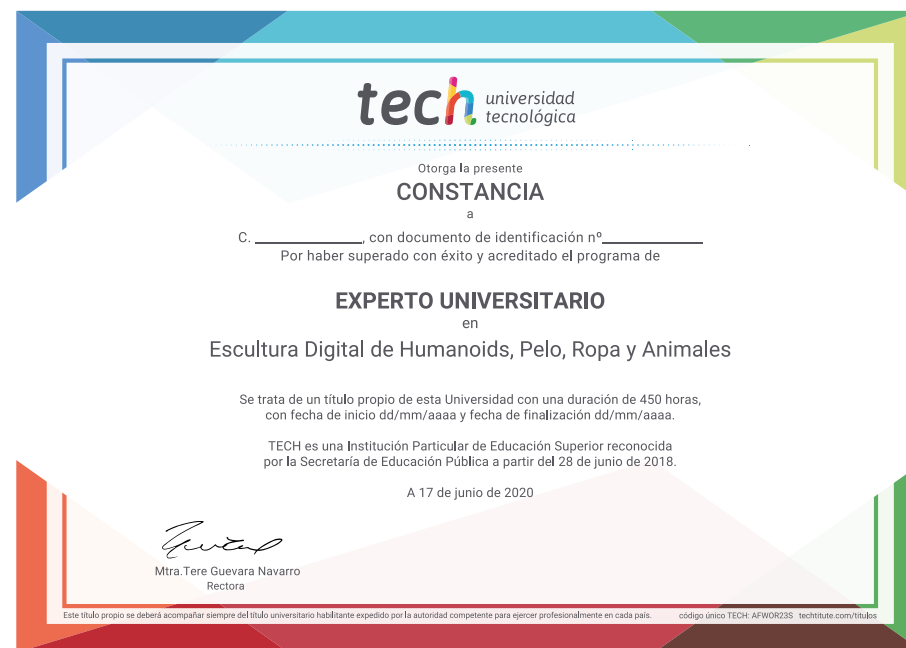 tech universidad
tecnológica
Otorga la presente
CONSTANCIA
a
C. ____________, con documento de identificación nº____________
Por haber superado con éxito y acreditado el programa de
EXPERTO UNIVERSITARIO
en
Escultura Digital de Humanoids, Pelo, Ropa y Animales
Se trata de un título propio de esta Universidad con una duración de 450 horas,
con fecha de inicio dd/mm/aaaa y fecha de finalización dd/mm/aaaa.
TECH es una Institución Particular de Educación Superior reconocida
por la Secretaría de Educación Pública a partir del 28 de junio de 2018.
A 17 de junio de 2020
Mtra.Tere Guevara Navarro
Rectora
Este título propio se deberá acompañar siempre del título universitario habilitante expedido por la autoridad competente para ejercer profesionalmente en cada país. código único TECH: AFWOR23S techtitute.com/titulos